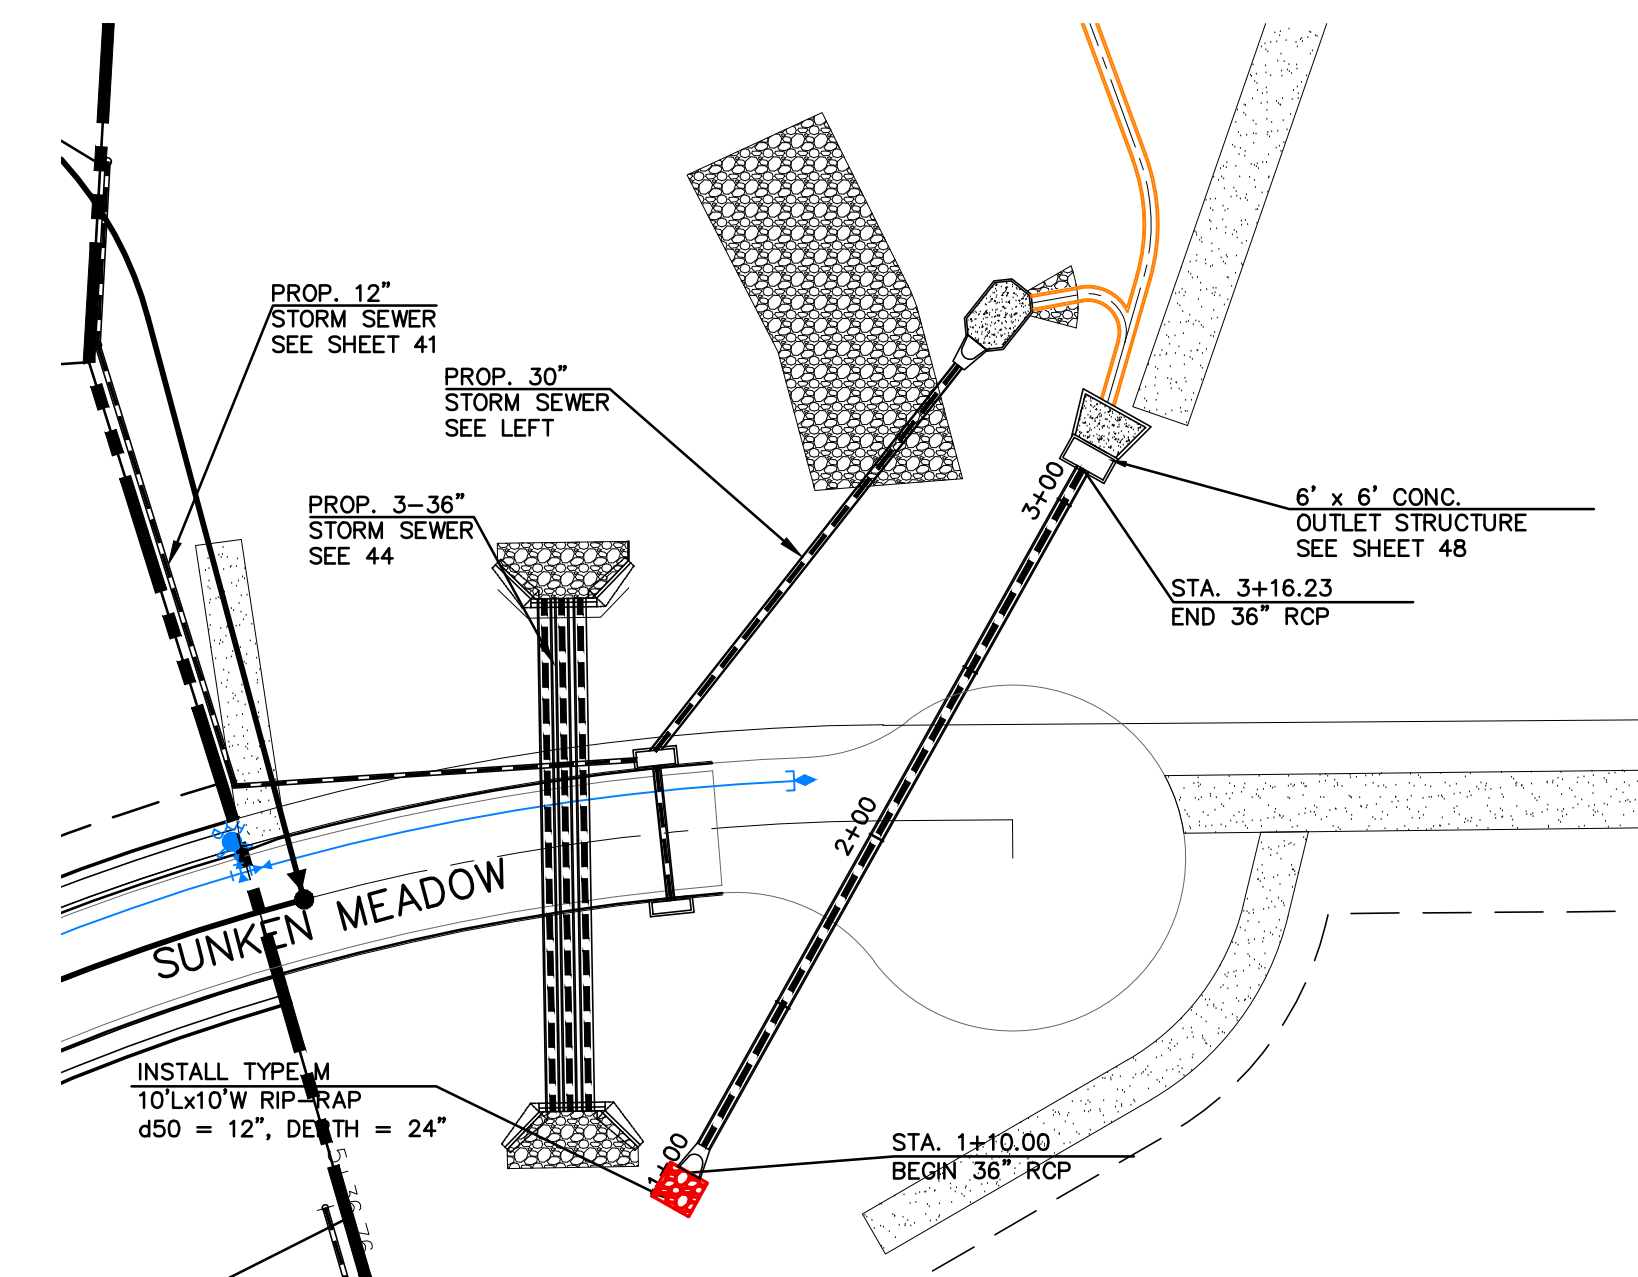 PROP. 12"
STORM SEWER
SEE SHEET 41
PROP. 30"
STORM SEWER
SEE LEFT
PROP. 3-36"
STORM SEWER
SEE 44
3+00
6' x 6' CONC.
OUTLET STRUCTURE
SEE SHEET 48
STA. 3+16.23
END 36" RCP
2+00
SUNKEN MEADOW
INSTALL TYPE M
10'Lx10'W RIP-RAP
d50 = 12", DEPTH = 24"
1+00
STA. 1+10.00
BEGIN 36" RCP